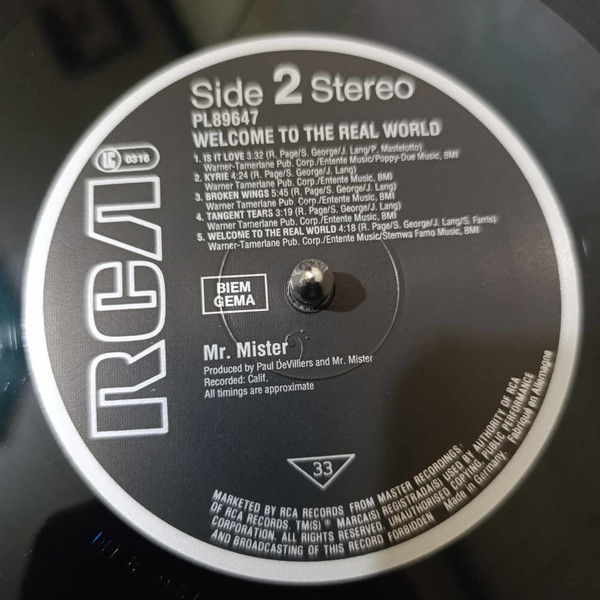 Side 2 Stereo
PL89647
WELCOME TO THE REAL WORLD
1. IS IT LOVE 3:32 (R. Page/S. George/J. Lang/P. Mastelotto)
Warner-Tamerlane Pub. Corp./Entente Music/Poppy-Due Music, BMI
2. KYRIE 4:24 (R. Page/S. George/J. Lang)
Warner-Tamerlane Pub. Corp./Entente Music, BMI
3. BROKEN WINGS 5:45 (R. Page/S. George/J. Lang)
Warner-Tamerlane Pub. Corp./Entente Music, BMI
4. TANGENT TEARS 3:19 (R. Page/S. George/J. Lang)
Warner-Tamerlane Pub. Corp./Entente Music, BMI
5. WELCOME TO THE REAL WORLD 4:18 (R. Page/S. George/J. Lang/S. Farris)
Warner-Tamerlane Pub. Corp./Entente Music/Stemwa Famo Music, BMI
LC 0316
RCA
BIEM
GEMA
Mr. Mister
Produced by Paul DeVilliers and Mr. Mister
Recorded: Calif.
All timings are approximate
33
MARKETED BY RCA RECORDS FROM MASTER RECORDINGS
OF RCA RECORDS. TM(S) ® MARCA(S) REGISTRADA(S) USED BY AUTHORITY OF RCA
CORPORATION. ALL RIGHTS RESERVED. UNAUTHORISED COPYING, PUBLIC PERFORMANCE
AND BROADCASTING OF THIS RECORD FORBIDDEN Made in Germany. Fabriqué en Allemagne